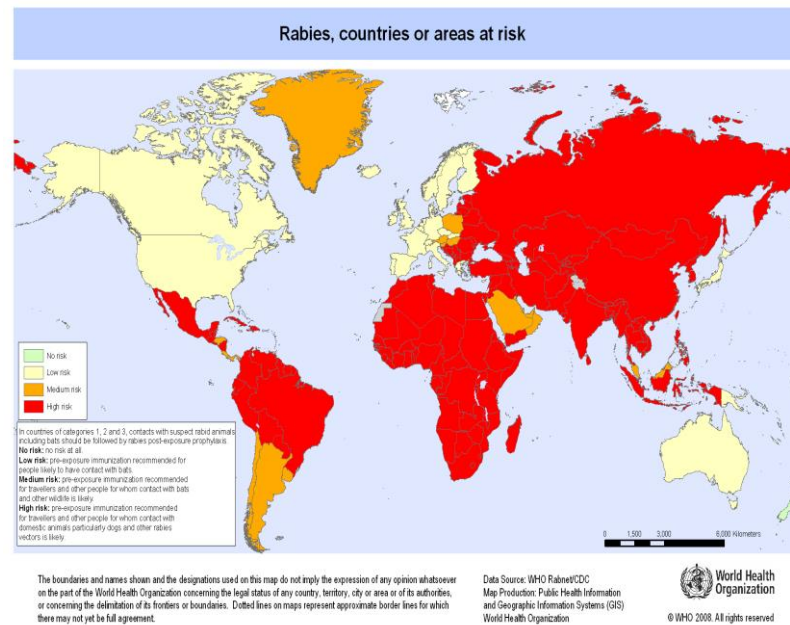 Rabies, countries or areas at risk
No risk
Low risk
Medium risk
High risk
In countries of categories 1, 2 and 3, contacts with suspect rabid animals
including bats should be followed by rabies post-exposure prophylaxis
No risk: no risk at all.
Low risk: pre-exposure immunization recommended for
people likely to have contact with bats.
Medium risk: pre-exposure immunization recommended
for travellers and other people for whom contact with bats
and other wildlife is likely.
High risk: pre-exposure immunization recommended
for travellers and other people for whom contact with
domestic animals particularly dogs and other rabies
vectors is likely.
0 1,500 3,000 6,000 Kilometers
The boundaries and names shown and the designations used on this map do not imply the expression of any opinion whatsoever
on the part of the World Health Organization concerning the legal status of any country, territory, city or area or of its authorities,
or concerning the delimitation of its frontiers or boundaries. Dotted lines on maps represent approximate border lines for which
there may not yet be full agreement.
Data Source: WHO Rabnet/CDC
Map Production: Public Health Information
and Geographic Information Systems (GIS)
World Health Organization
World Health
Organization
© WHO 2008. All rights reserved